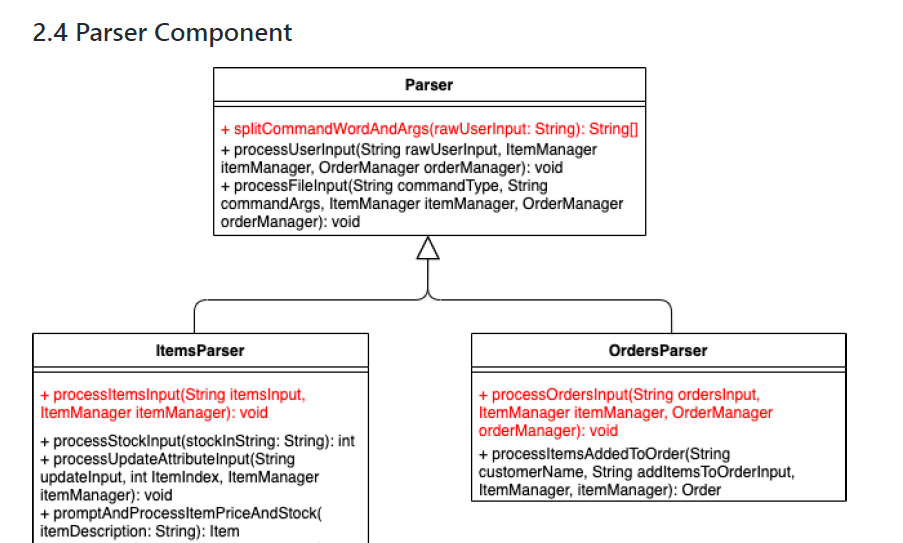 2.4 Parser Component
Parser
+ splitCommandWordAndArgs(rawUserInput: String): String[]
+ processUserInput(String rawUserInput, ItemManager
itemManager, OrderManager orderManager): void
+ processFileInput(String commandType, String
commandArgs, ItemManager itemManager, OrderManager
orderManager): void
ItemsParser
+ processItemsInput(String itemsInput,
ItemManager itemManager): void
+ processStockInput(stockInString: String): int
+ processUpdateAttributeInput(String
updateInput, int ItemIndex, ItemManager
itemManager): void
+ promptAndProcessItemPriceAndStock(
itemDescription: String): Item
OrdersParser
+ processOrdersInput(String ordersInput,
ItemManager itemManager, OrderManager
orderManager): void
+ processItemsAddedToOrder(String
customerName, String addItemsToOrderInput,
ItemManager, itemManager): Order